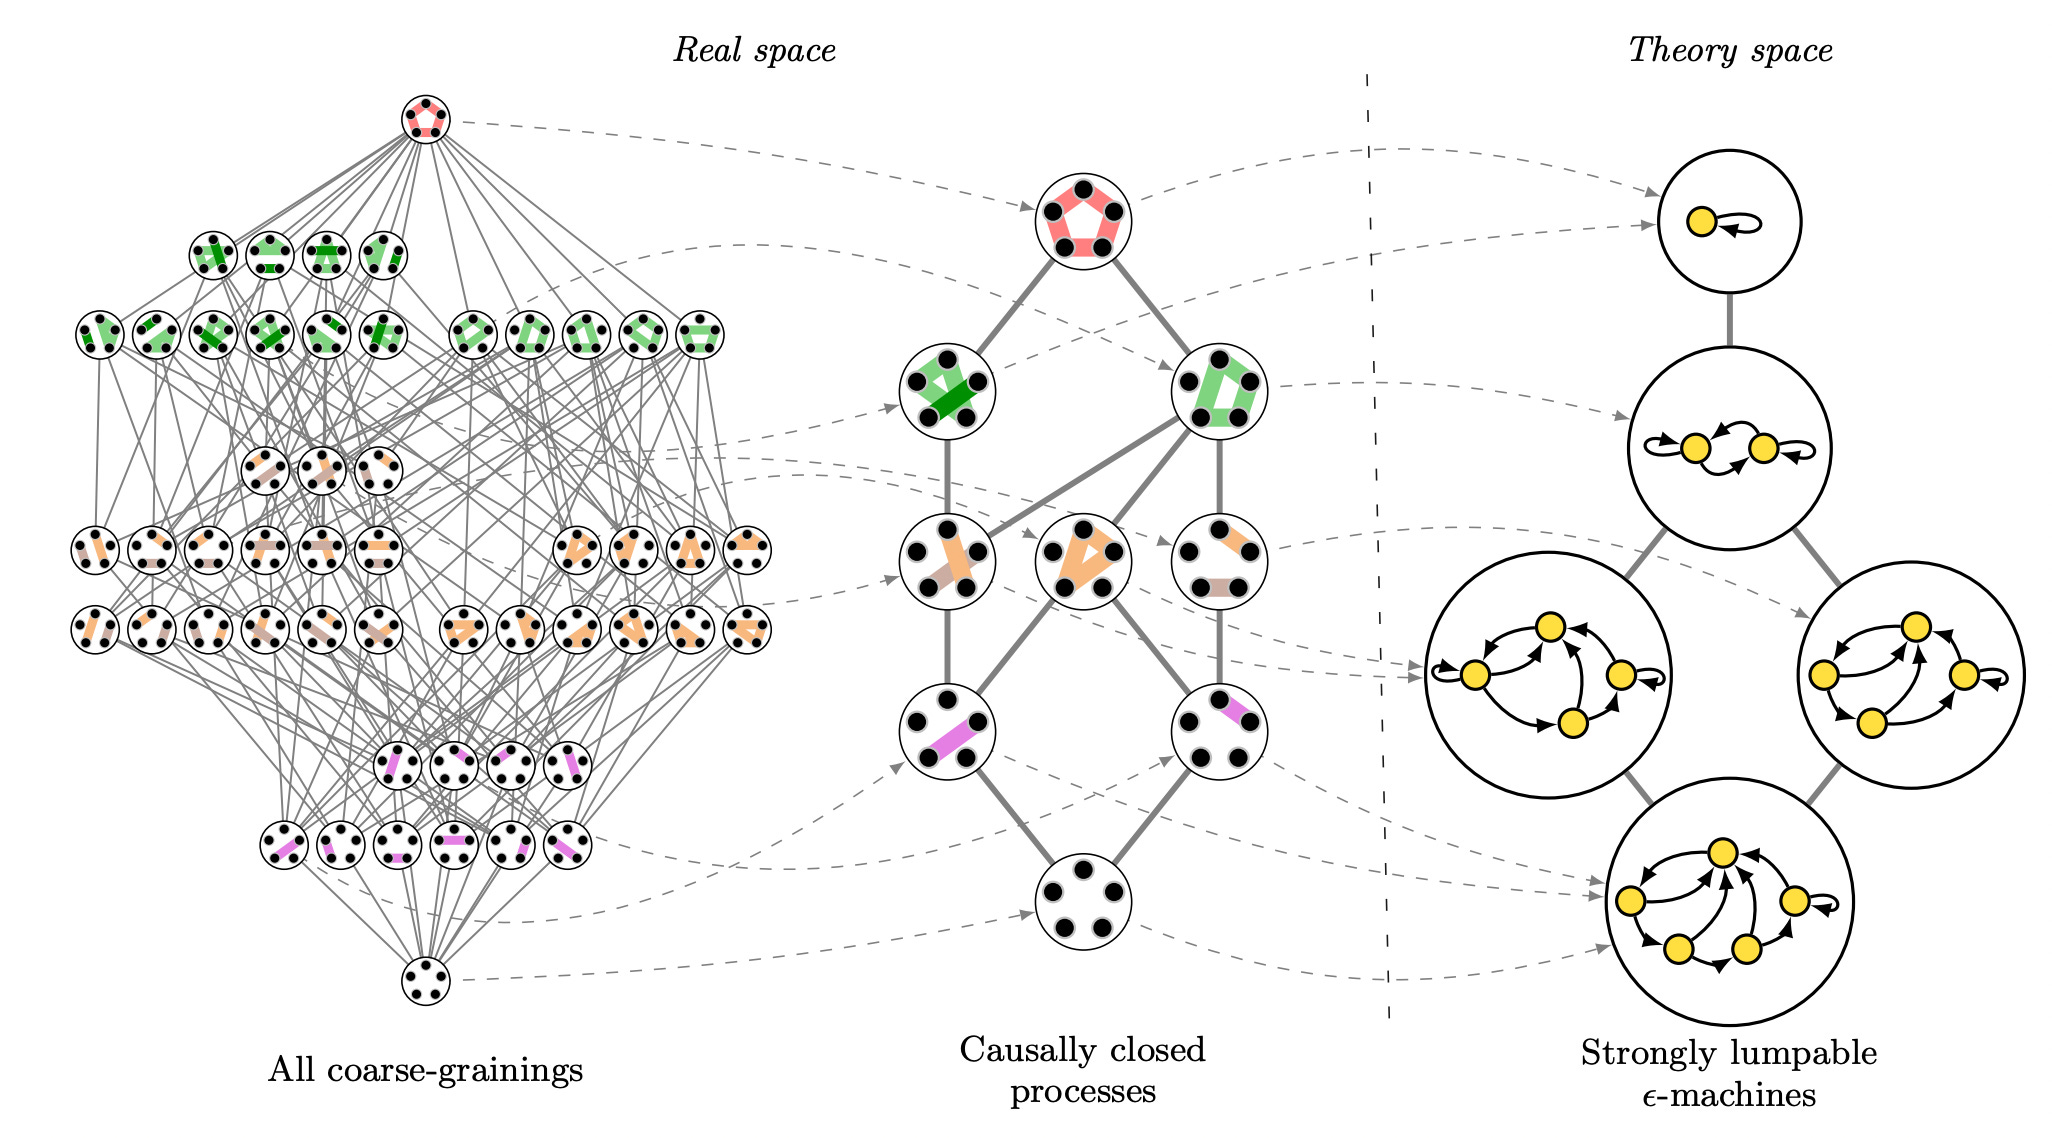 Real space
Theory space
All coarse-grainings
Causally closed
processes
Strongly lumpable
ϵ-machines